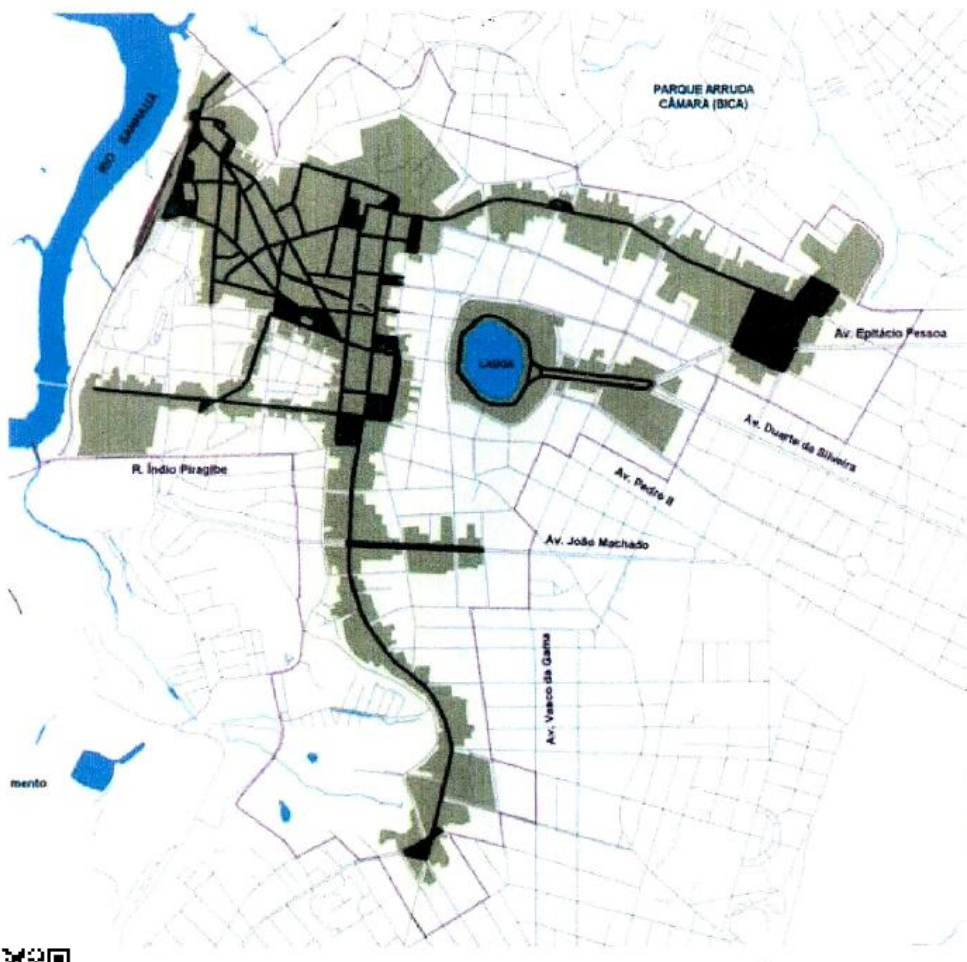 PARQUE ARRUDA
CÂMARA (BICA)
RIO SANHAUÁ
Av. Epitácio Pessoa
LAGOA
Av. Duarte da Silveira
R. Índio Piragibe
Av. Pedro II
Av. João Machado
Av. Vasco da Gama
mento